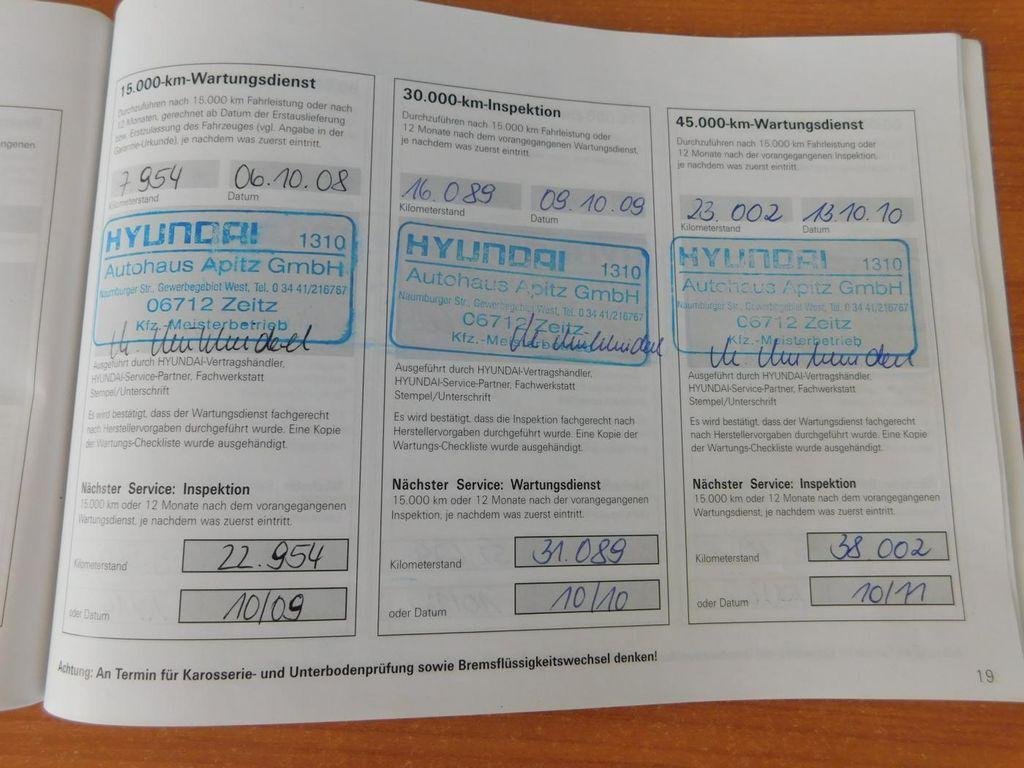 15.000-km-Wartungsdienst
Durchzuführen nach 15.000 km Fahrleistung oder nach
12 Monaten, gerechnet ab Datum der Erstauslieferung
bzw. Erstzulassung des Fahrzeuges (vgl. Angabe in der
Garantie-Urkunde), je nachdem was zuerst eintritt.
7 954 06.10.08
Kilometerstand Datum
HYUNDAI 1310
Autohaus Apitz GmbH
Naumburger Str., Gewerbegebiet West, Tel. 0 34 41/216767
06712 Zeitz
Kfz.-Meisterbetrieb
Ausgeführt durch HYUNDAI-Vertragshändler,
HYUNDAI-Service-Partner, Fachwerkstatt
Stempel/Unterschrift
Es wird bestätigt, dass der Wartungsdienst fachgerecht
nach Herstellervorgaben durchgeführt wurde. Eine Kopie
der Wartungs-Checkliste wurde ausgehändigt.
Nächster Service: Inspektion
15.000 km oder 12 Monate nach dem vorangegangenen
Wartungsdienst, je nachdem was zuerst eintritt.
Kilometerstand 22.954
oder Datum 10/09
30.000-km-Inspektion
Durchzuführen nach 15.000 km Fahrleistung oder
12 Monate nach dem vorangegangenen Wartungsdienst,
je nachdem was zuerst eintritt.
16.089 09.10.09
Kilometerstand Datum
HYUNDAI 1310
Autohaus Apitz GmbH
Naumburger Str., Gewerbegebiet West, Tel. 0 34 41/216767
06712 Zeitz
Kfz.-Meisterbetrieb
Ausgeführt durch HYUNDAI-Vertragshändler,
HYUNDAI-Service-Partner, Fachwerkstatt
Stempel/Unterschrift
Es wird bestätigt, dass die Inspektion fachgerecht nach
Herstellervorgaben durchgeführt wurde. Eine Kopie der
Wartungs-Checkliste wurde ausgehändigt.
Nächster Service: Wartungsdienst
15.000 km oder 12 Monate nach der vorangegangenen
Inspektion, je nachdem was zuerst eintritt.
Kilometerstand 31.089
oder Datum 10/10
45.000-km-Wartungsdienst
Durchzuführen nach 15.000 km Fahrleistung oder
12 Monate nach der vorangegangenen Inspektion,
je nachdem was zuerst eintritt.
23.002 13.10.10
Kilometerstand Datum
HYUNDAI 1310
Autohaus Apitz GmbH
Naumburger Str., Gewerbegebiet West, Tel. 0 34 41/216767
06712 Zeitz
Kfz.-Meisterbetrieb
Ausgeführt durch HYUNDAI-Vertragshändler,
HYUNDAI-Service-Partner, Fachwerkstatt
Stempel/Unterschrift
Es wird bestätigt, dass der Wartungsdienst fachgerecht
nach Herstellervorgaben durchgeführt wurde. Eine Kopie
der Wartungs-Checkliste wurde ausgehändigt.
Nächster Service: Inspektion
15.000 km oder 12 Monate nach dem vorangegangenen
Wartungsdienst, je nachdem was zuerst eintritt.
Kilometerstand 38 002
oder Datum 10/11
Achtung: An Termin für Karosserie- und Unterbodenprüfung sowie Bremsflüssigkeitswechsel denken!
19